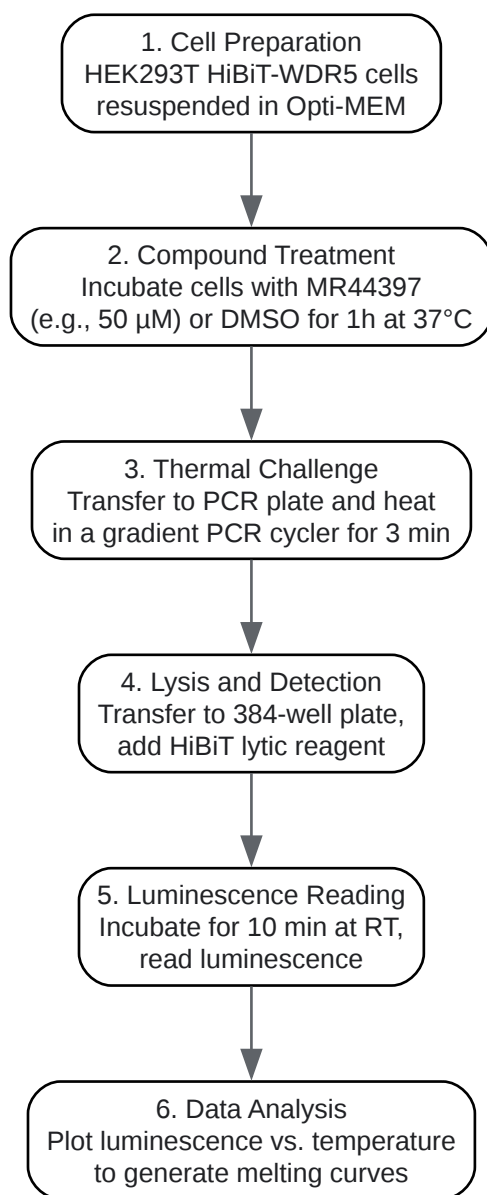 1. Cell Preparation
HEK293T HiBiT-WDR5 cells
resuspended in Opti-MEM
2. Compound Treatment
Incubate cells with MR44397
(e.g., 50 µM) or DMSO for 1h at 37°C
3. Thermal Challenge
Transfer to PCR plate and heat
in a gradient PCR cycler for 3 min
4. Lysis and Detection
Transfer to 384-well plate,
add HiBiT lytic reagent
5. Luminescence Reading
Incubate for 10 min at RT,
read luminescence
6. Data Analysis
Plot luminescence vs. temperature
to generate melting curves